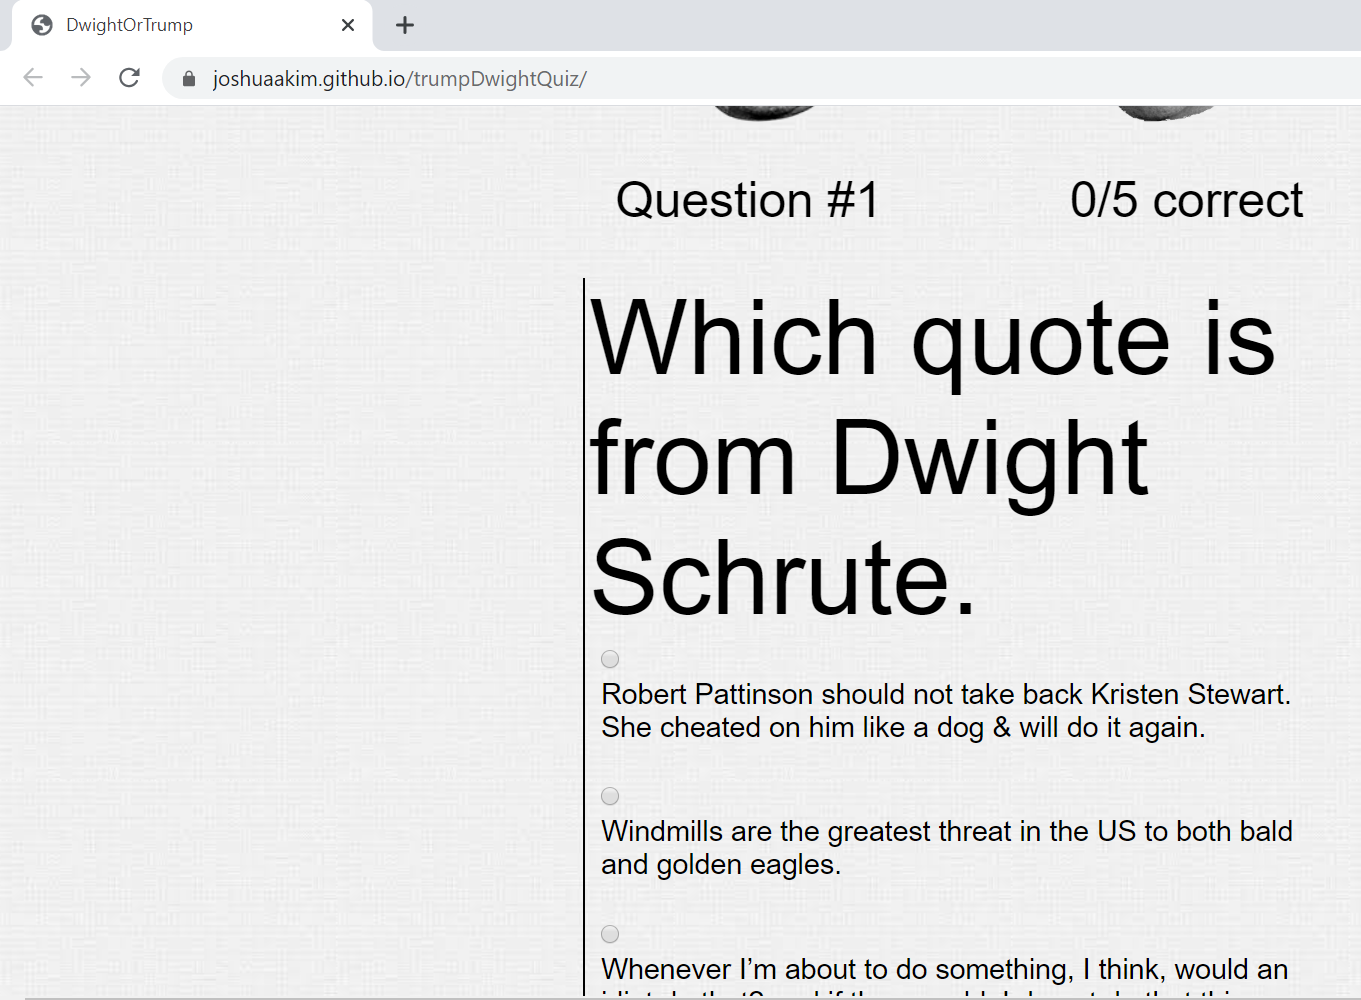 DwightOrTrump
joshuaakim.github.io/trumpDwightQuiz/
Question #1
0/5 correct
Which quote is
from Dwight
Schrute.
Robert Pattinson should not take back Kristen Stewart.
She cheated on him like a dog & will do it again.
Windmills are the greatest threat in the US to both bald
and golden eagles.
Whenever I’m about to do something, I think, would an